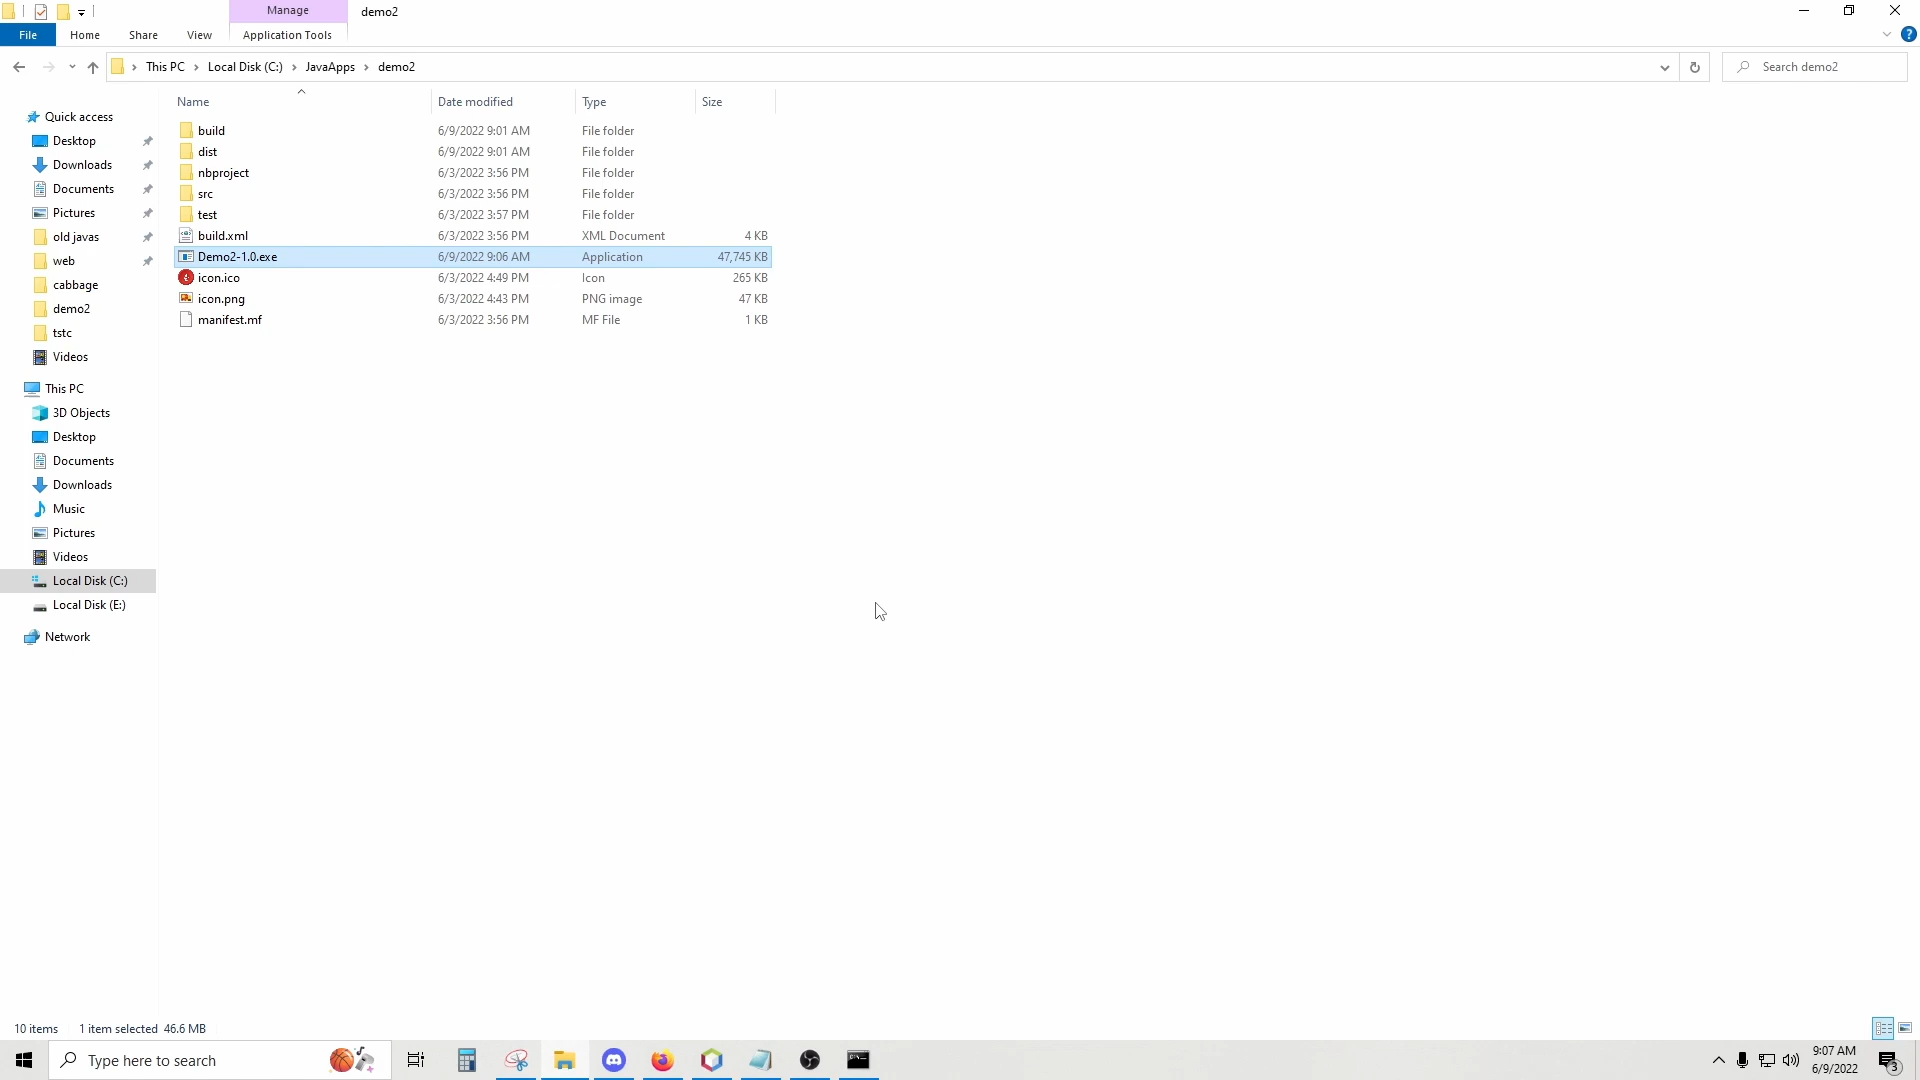 Manage
demo2
File
Home
Share
View
Application Tools
?
This PC
Local Disk (C:)
JavaApps
demo2
Search demo2
Name
Date modified
Type
Size
build 6/9/2022 9:01 AM File folder
dist 6/9/2022 9:01 AM File folder
nbproject 6/3/2022 3:56 PM File folder
src 6/3/2022 3:56 PM File folder
test 6/3/2022 3:57 PM File folder
build.xml 6/3/2022 3:56 PM XML Document 4 KB
Demo2-1.0.exe 6/9/2022 9:06 AM Application 47,745 KB
icon.ico 6/3/2022 4:49 PM Icon 265 KB
icon.png 6/3/2022 4:43 PM PNG image 47 KB
manifest.mf 6/3/2022 3:56 PM MF File 1 KB
Quick access
Desktop
Downloads
Documents
Pictures
old javas
web
cabbage
demo2
tstc
Videos
This PC
3D Objects
Desktop
Documents
Downloads
Music
Pictures
Videos
Local Disk (C:)
Local Disk (E:)
Network
10 items 1 item selected 46.6 MB
Type here to search
9:07 AM
6/9/2022
3